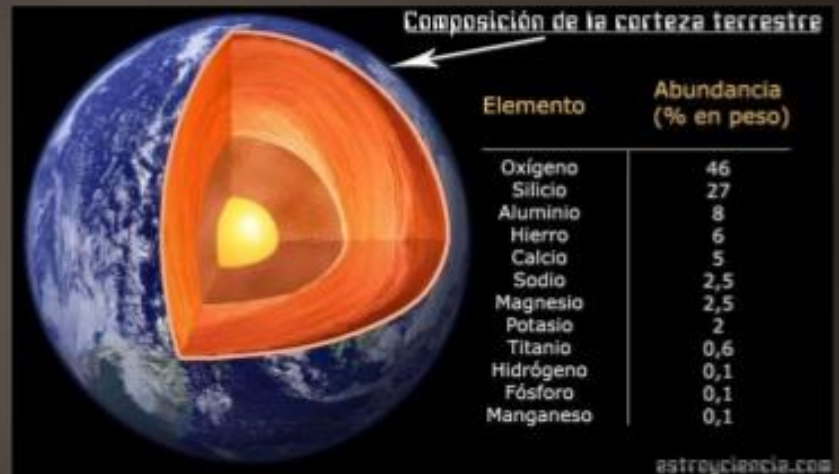 Composición de la corteza terrestre
Elemento Abundancia (% en peso)
Oxígeno 46
Silicio 27
Aluminio 8
Hierro 6
Calcio 5
Sodio 2,5
Magnesio 2,5
Potasio 2
Titanio 0,6
Hidrógeno 0,1
Fósforo 0,1
Manganeso 0,1
astroyciencia.com